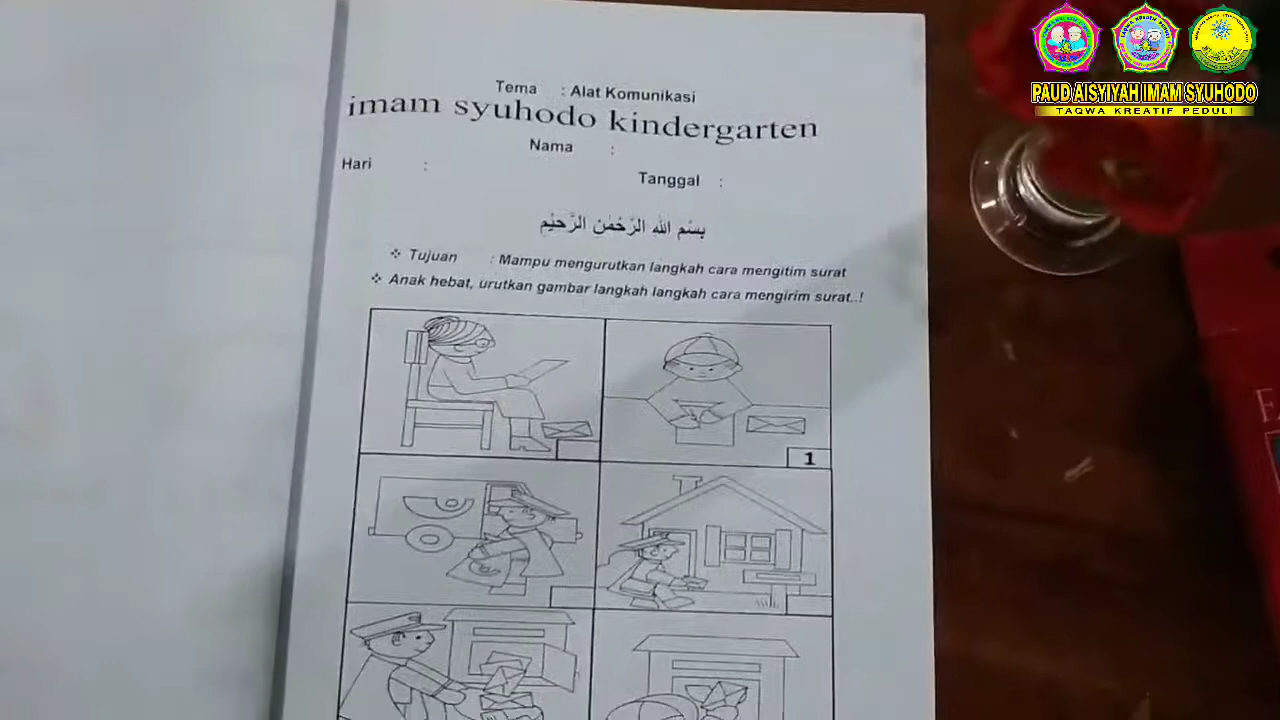 Tema : Alat Komunikasi
imam syuhodo kindergarten
Nama :
Hari :
Tanggal :
بِسْمِ اللهِ الرَّحْمٰنِ الرَّحِيْمِ
❖ Tujuan : Mampu mengurutkan langkah cara mengitim surat
❖ Anak hebat, urutkan gambar langkah langkah cara mengirim surat..!
1
PAUD AISYIYAH IMAM SYUHODO
TAQWA KREATIF PEDULI